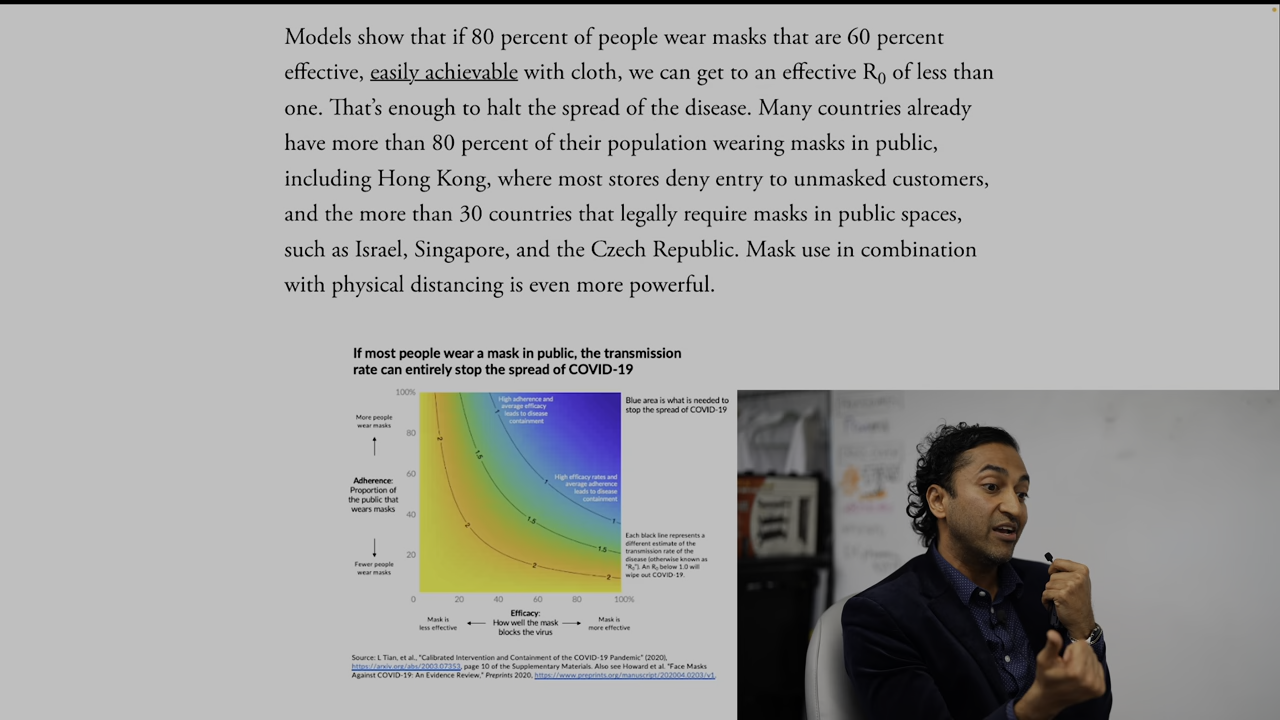 Models show that if 80 percent of people wear masks that are 60 percent
effective, easily achievable with cloth, we can get to an effective R₀ of less than
one. That’s enough to halt the spread of the disease. Many countries already
have more than 80 percent of their population wearing masks in public,
including Hong Kong, where most stores deny entry to unmasked customers,
and the more than 30 countries that legally require masks in public spaces,
such as Israel, Singapore, and the Czech Republic. Mask use in combination
with physical distancing is even more powerful.
If most people wear a mask in public, the transmission
rate can entirely stop the spread of COVID-19
More people
wear masks
Adherence:
Proportion of
the public that
wears masks
Fewer people
wear masks
100%
80
60
40
20
0
20
40
60
80
100%
High adherence and
average efficacy
leads to disease
containment
High efficacy rates and
average adherence
leads to disease
containment
2
1.5
1
1
2
1.5
1.5
1
2
2
Blue area is what is needed to
stop the spread of COVID-19
Each black line represents a
different estimate of the
transmission rate of the
disease (otherwise known as
"R₀"). An R₀ below 1.0 will
wipe out COVID-19.
Mask is
less effective
Efficacy:
How well the mask
blocks the virus
Mask is
more effective
Source: L Tian, et al., "Calibrated Intervention and Containment of the COVID-19 Pandemic" (2020),
https://arxiv.org/abs/2003.07353, page 10 of the Supplementary Materials. Also see Howard et al. "Face Masks
Against COVID-19: An Evidence Review," Preprints 2020, https://www.preprints.org/manuscript/202004.0203/v1.